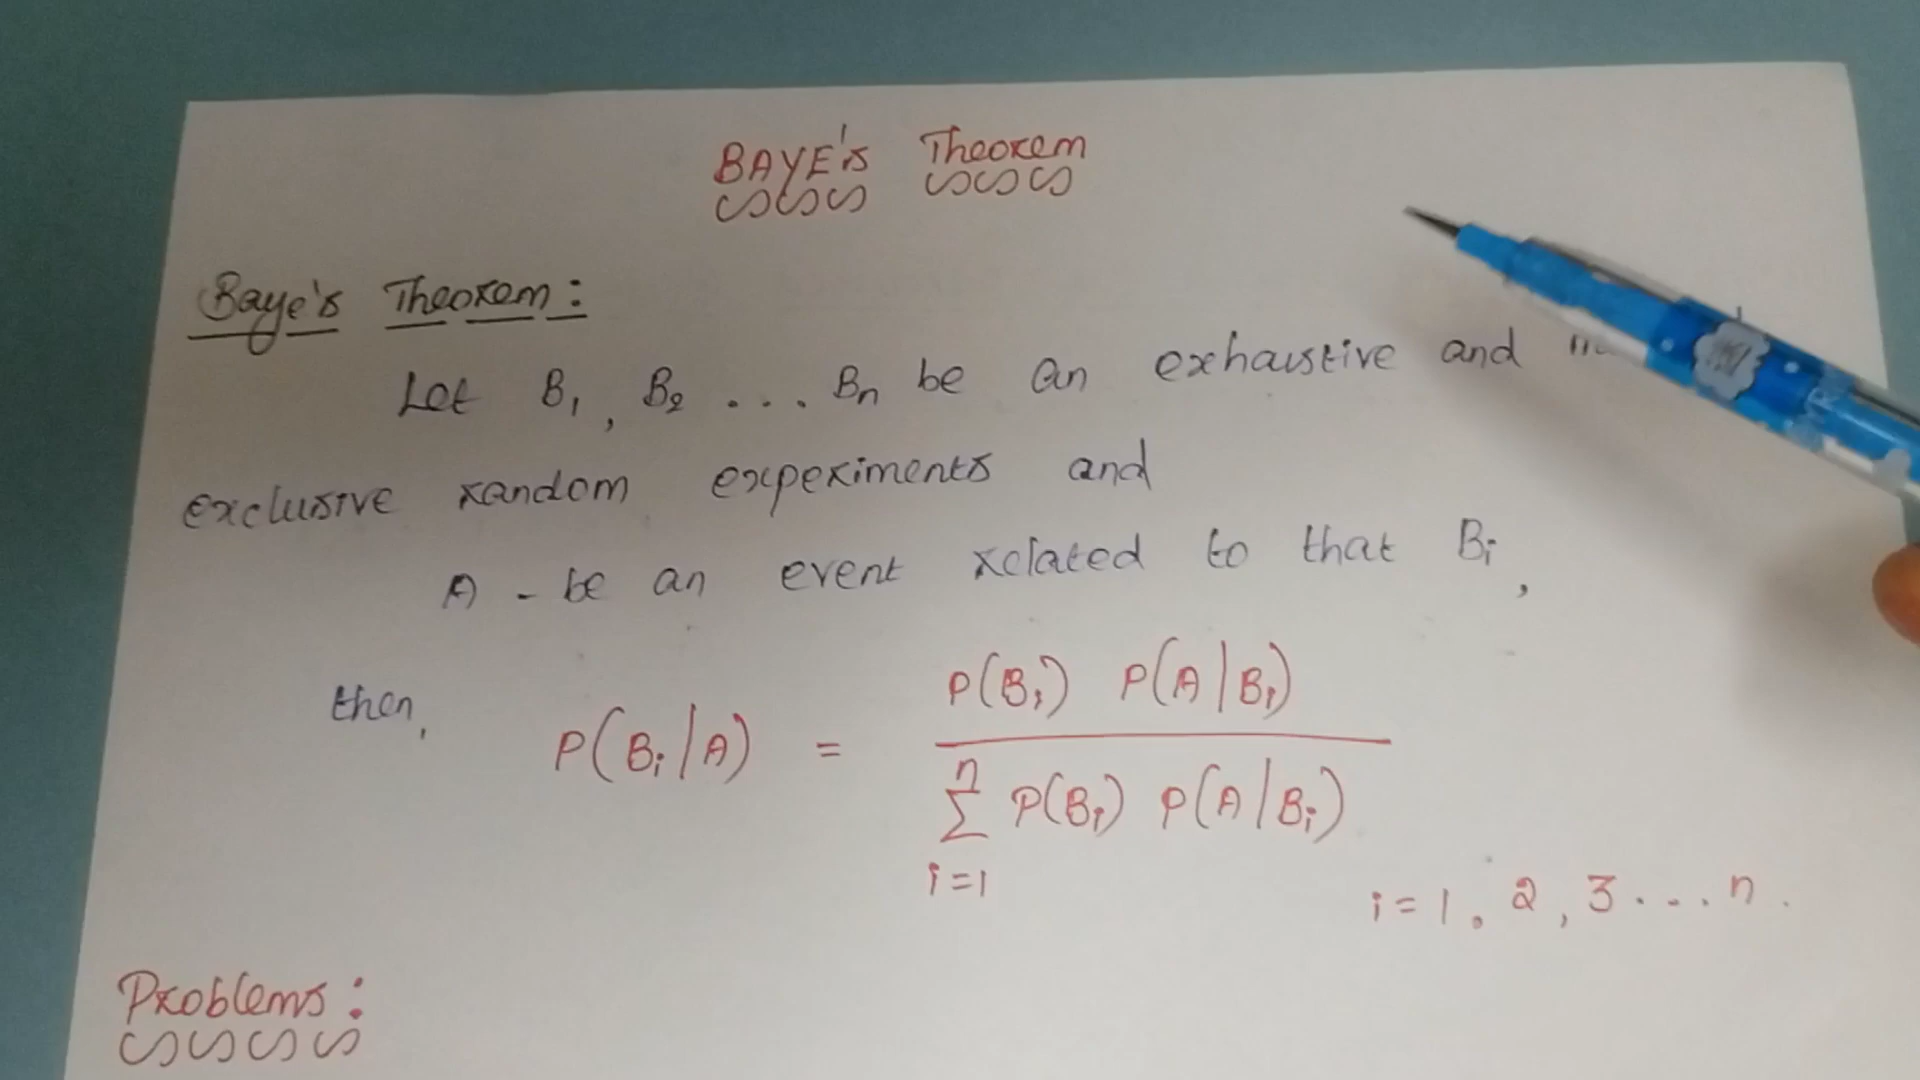 BAYE's Theorem
Baye's Theorem:
Let B1, B2 ... Bn be an exhaustive and
exclusive random experiments and
A - be an event related to that Bi,
then, P(Bi/A) = P(Bi) P(A|Bi)
n
Σ P(Bi) P(A/Bi)
i=1
i=1, 2, 3...n.
Problems: